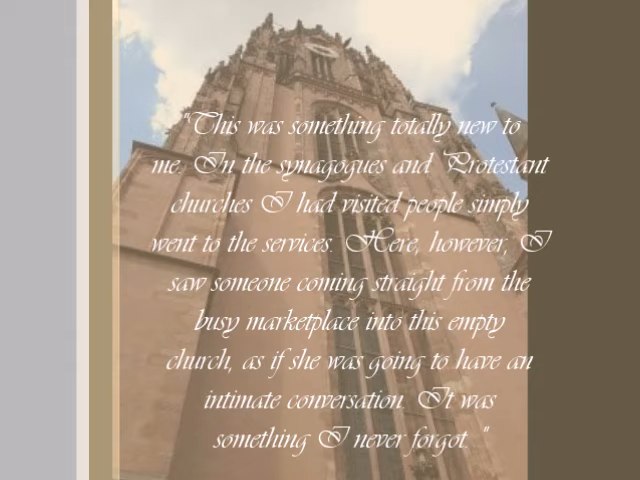 "This was something totally new to
me. In the synagogues and Protestant
churches I had visited people simply
went to the services. Here, however, I
saw someone coming straight from the
busy marketplace into this empty
church, as if she was going to have an
intimate conversation. It was
something I never forgot."